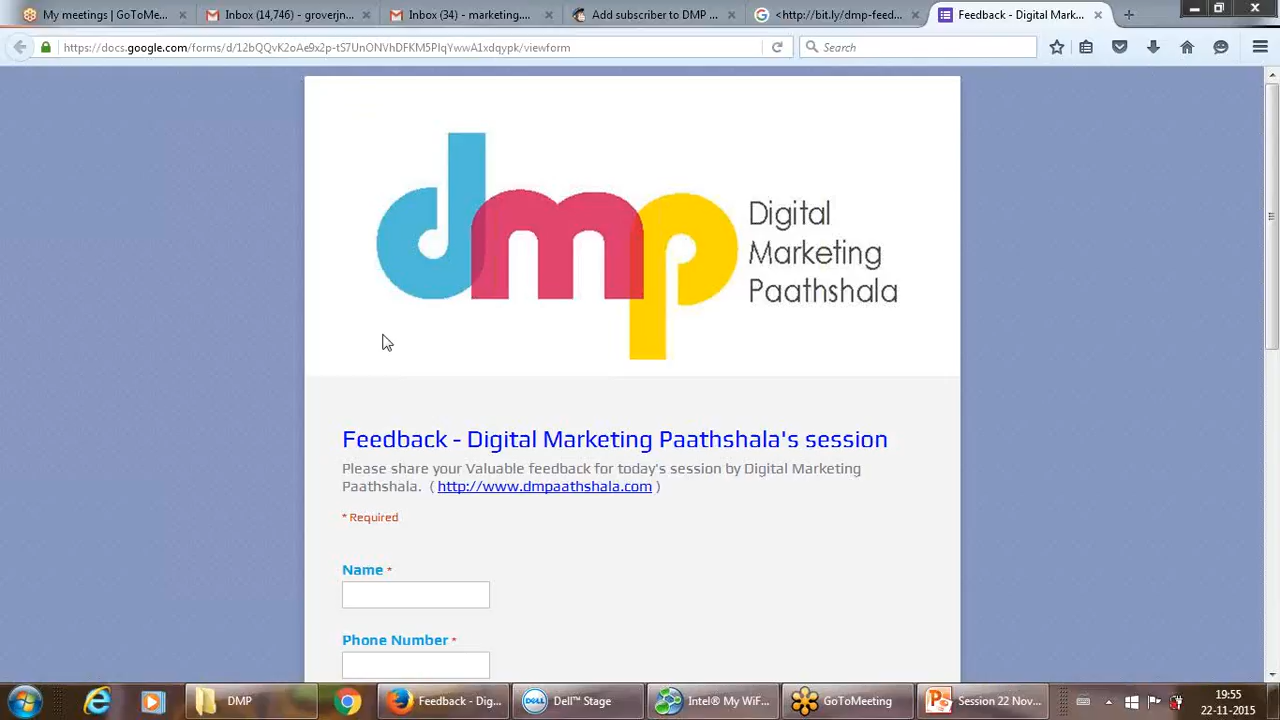 My meetings | GoToMe...
Inbox (14,746) - groverjn...
Inbox (34) - marketing....
Add subscriber to DMP ...
http://bit.ly/dmp-feed...
Feedback - Digital Mark...
https://docs.google.com/forms/d/12bQQvK2oAe9x2p-tS7UnONVhDFKM5PIqYwwA1xdqypk/viewform
Search
dmp
Digital
Marketing
Paathshala
Feedback - Digital Marketing Paathshala's session
Please share your Valuable feedback for today's session by Digital Marketing
Paathshala. ( http://www.dmpaathshala.com )
* Required
Name *
Phone Number *
DMP
Feedback - Dig...
DELL
Dell™ Stage
Intel® My WiF...
GoToMeeting
Session 22 Nov...
19:55
22-11-2015